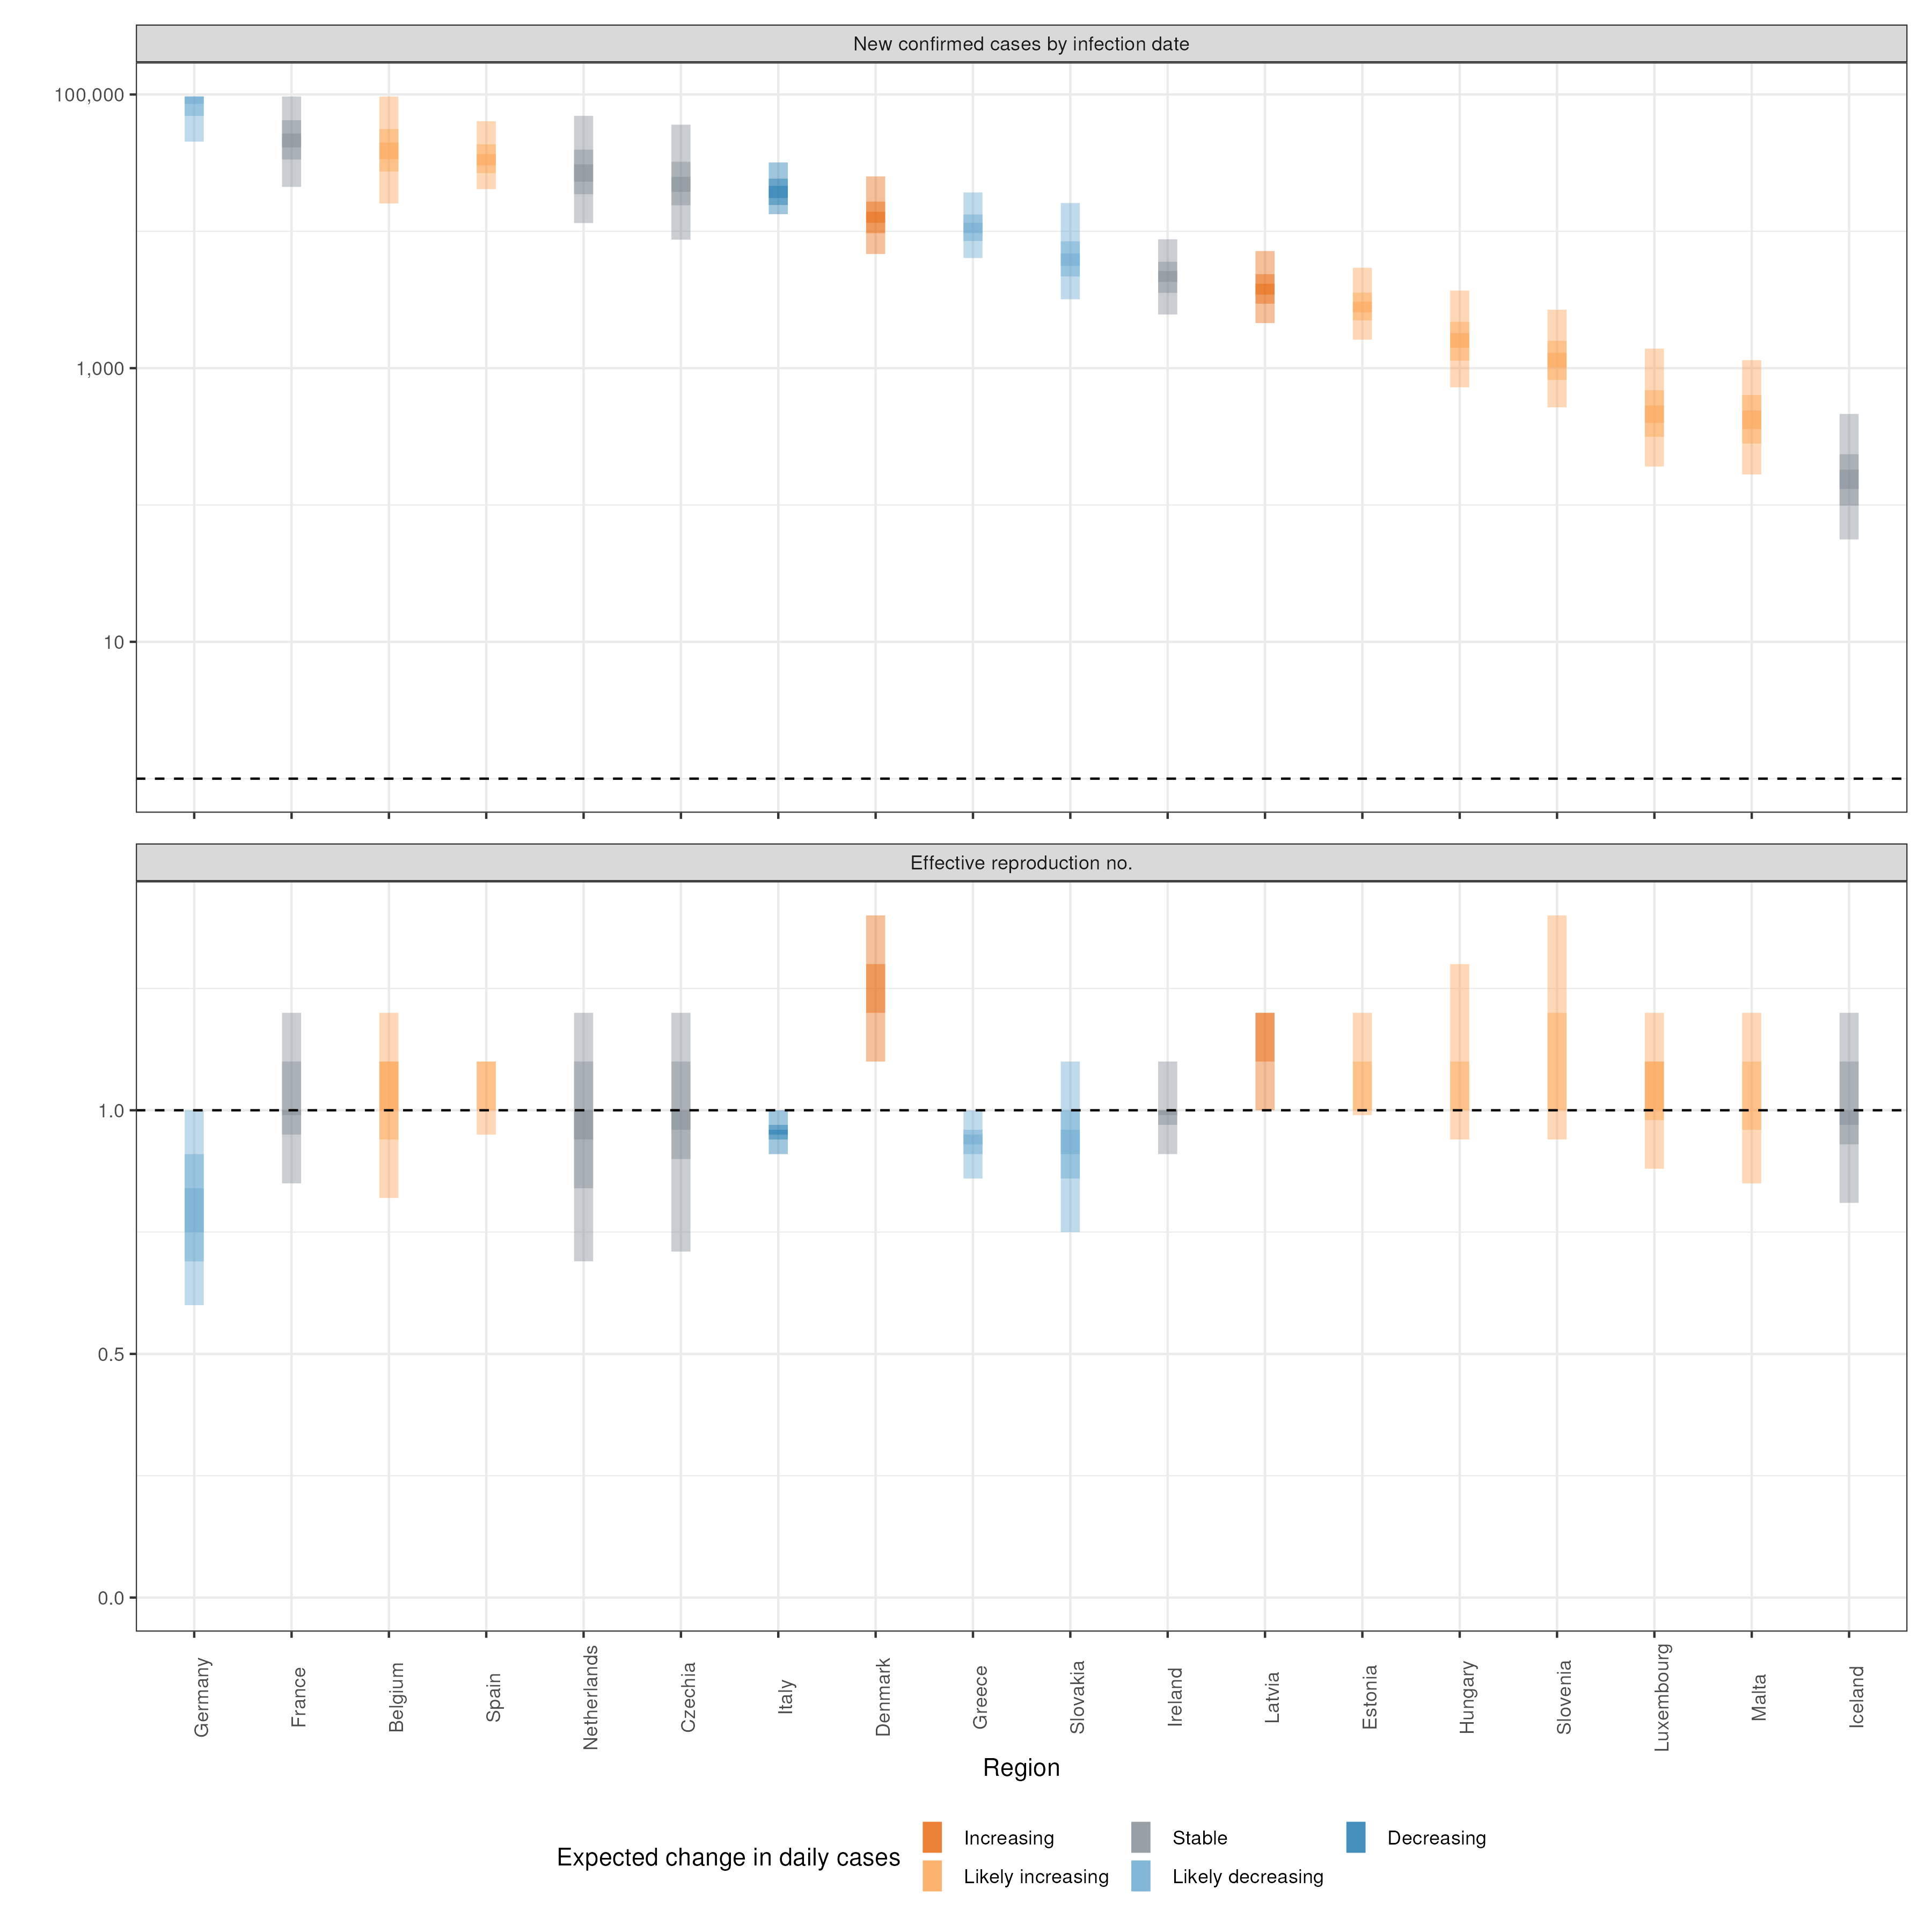 New confirmed cases by infection date
100,000
1,000
10
Effective reproduction no.
1.0
0.5
0.0
Germany
France
Belgium
Spain
Netherlands
Czechia
Italy
Denmark
Greece
Slovakia
Ireland
Latvia
Estonia
Hungary
Slovenia
Luxembourg
Malta
Iceland
Region
Expected change in daily cases
Increasing
Likely increasing
Stable
Likely decreasing
Decreasing